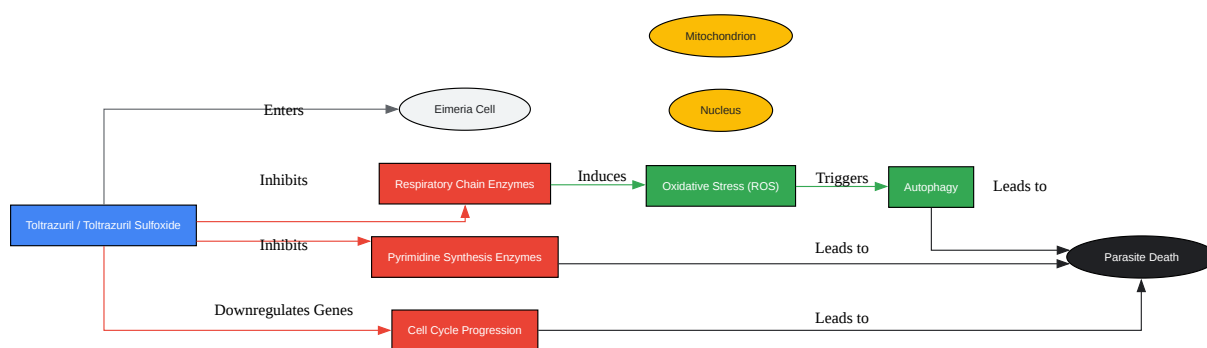 Mitochondrion
Enters
Eimeria Cell
Nucleus
Inhibits
Respiratory Chain Enzymes
Induces
Oxidative Stress (ROS)
Triggers
Autophagy
Leads to
Toltrazuril / Toltrazuril Sulfoxide
Inhibits
Pyrimidine Synthesis Enzymes
Leads to
Parasite Death
Downregulates Genes
Cell Cycle Progression
Leads to